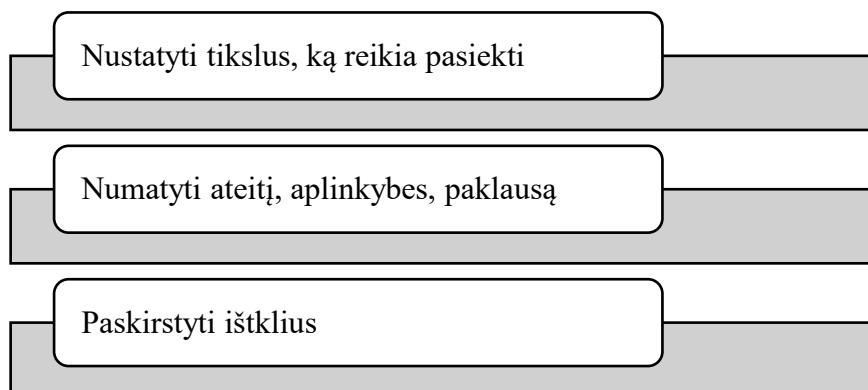 Nustatyti tikslus, ką reikia pasiekti
Numatyti ateitį, aplinkybes, paklausą
Paskirstyti ištklius